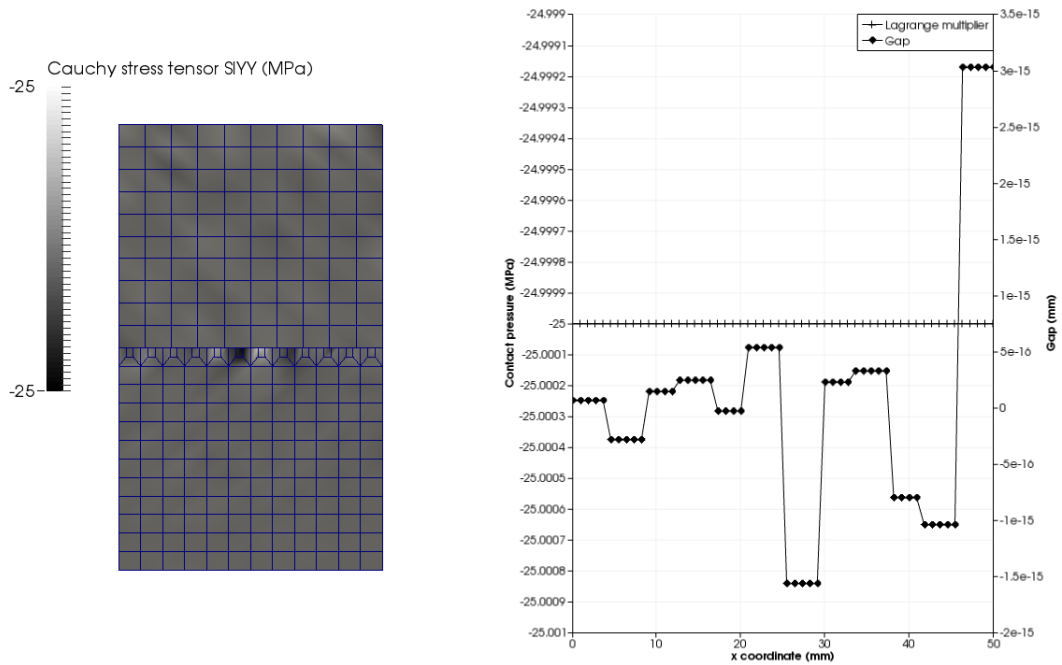 Cauchy stress tensor SIYY (MPa)
-25
-25
Lagrange multiplier
Gap
-24.999
-24.9991
-24.9992
-24.9993
-24.9994
-24.9995
-24.9996
-24.9997
-24.9998
-24.9999
-25
-25.0001
-25.0002
-25.0003
-25.0004
-25.0005
-25.0006
-25.0007
-25.0008
-25.0009
-25.001
Contact pressure (MPa)
3.5e-15
3e-15
2.5e-15
2e-15
1.5e-15
1e-15
5e-16
0
-5e-16
-1e-15
-1.5e-15
-2e-15
Gap (mm)
0
10
20
30
40
50
x coordinate (mm)